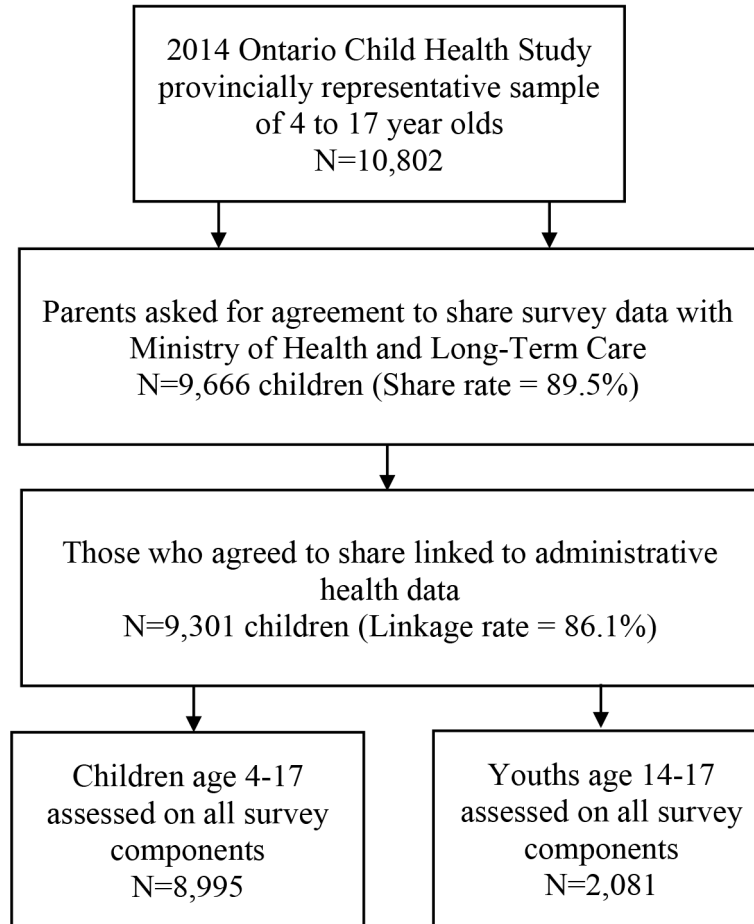 2014 Ontario Child Health Study
provincially representative sample
of 4 to 17 year olds
N=10,802
Parents asked for agreement to share survey data with
Ministry of Health and Long-Term Care
N=9,666 children (Share rate = 89.5%)
Those who agreed to share linked to administrative
health data
N=9,301 children (Linkage rate = 86.1%)
Children age 4-17
assessed on all survey
components
N=8,995
Youths age 14-17
assessed on all survey
components
N=2,081